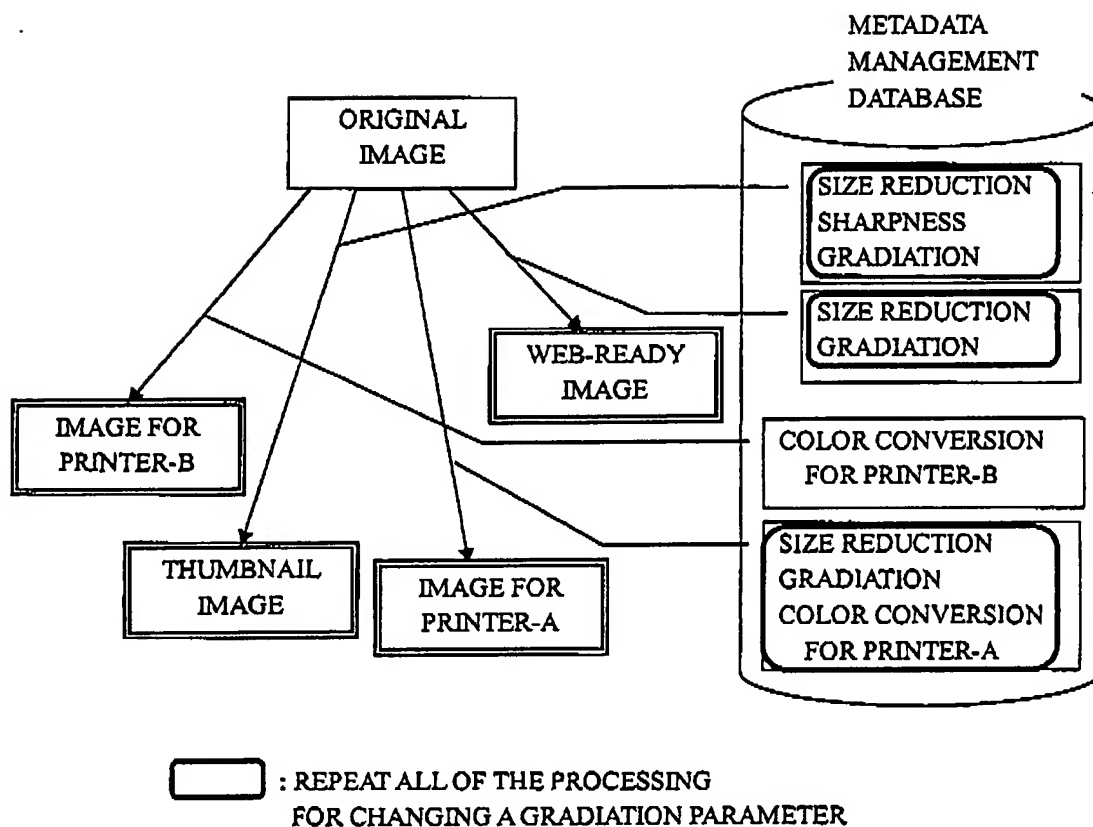 METADATA
MANAGEMENT
DATABASE
ORIGINAL
IMAGE
SIZE REDUCTION
SHARPNESS
GRADIATION
SIZE REDUCTION
GRADIATION
WEB-READY
IMAGE
IMAGE FOR
PRINTER-B
COLOR CONVERSION
FOR PRINTER-B
THUMBNAIL
IMAGE
IMAGE FOR
PRINTER-A
SIZE REDUCTION
GRADIATION
COLOR CONVERSION
FOR PRINTER-A
: REPEAT ALL OF THE PROCESSING
FOR CHANGING A GRADIATION PARAMETER